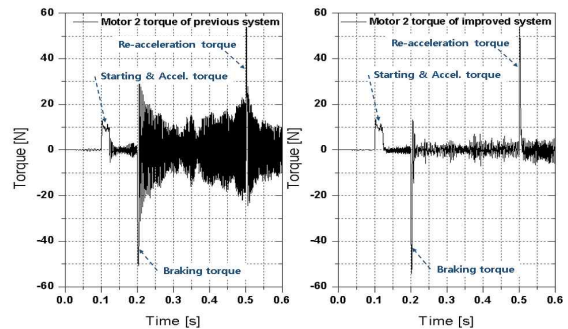 Motor 2 torque of previous system
Re-acceleration torque
Starting & Accel. torque
Braking torque
Torque [N]
60
40
20
0
-20
-40
-60
0.0 0.1 0.2 0.3 0.4 0.5 0.6
Time [s]
Motor 2 torque of improved system
Re-acceleration torque
Starting & Accel. torque
Braking torque
Torque [N]
60
40
20
0
-20
-40
-60
0.0 0.1 0.2 0.3 0.4 0.5 0.6
Time [s]